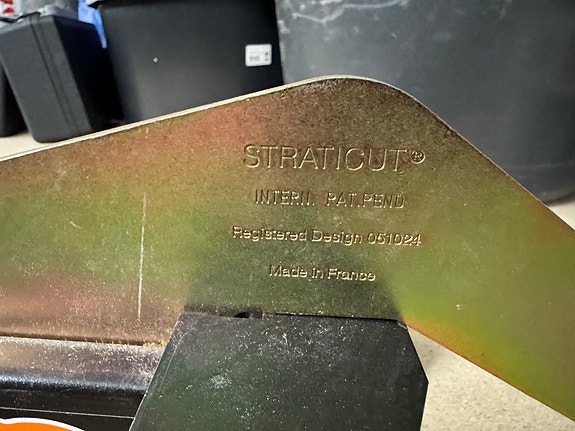 STRATICUT®
INTERN. PAT.PEND
Registered Design 051024
Made in France